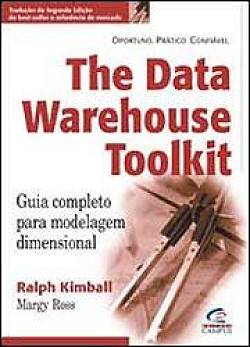 Tradução da Segunda Edição
do best-seller e referência de mercado
OPORTUNO, PRÁTICO CONFIÁVEL
The Data
Warehouse
Toolkit
Guia completo
para modelagem
dimensional
Ralph Kimball
Margy Ross
CAMPUS